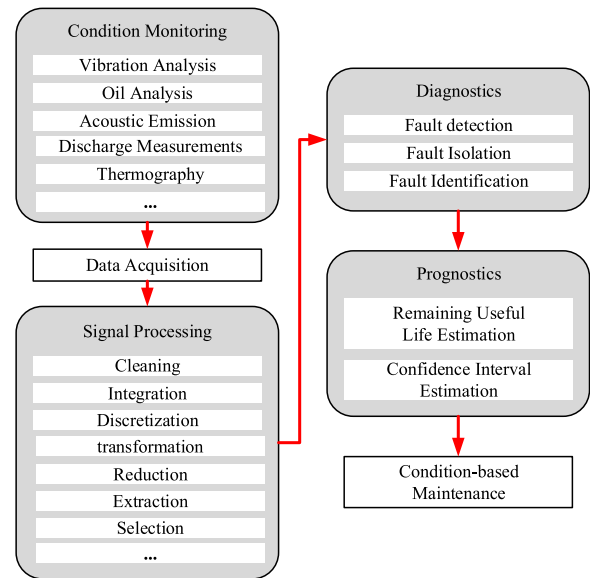 Condition Monitoring
Vibration Analysis
Oil Analysis
Acoustic Emission
Discharge Measurements
Thermography
...
Data Acquisition
Signal Processing
Cleaning
Integration
Discretization
transformation
Reduction
Extraction
Selection
...
Diagnostics
Fault detection
Fault Isolation
Fault Identification
Prognostics
Remaining Useful
Life Estimation
Confidence Interval
Estimation
Condition-based
Maintenance